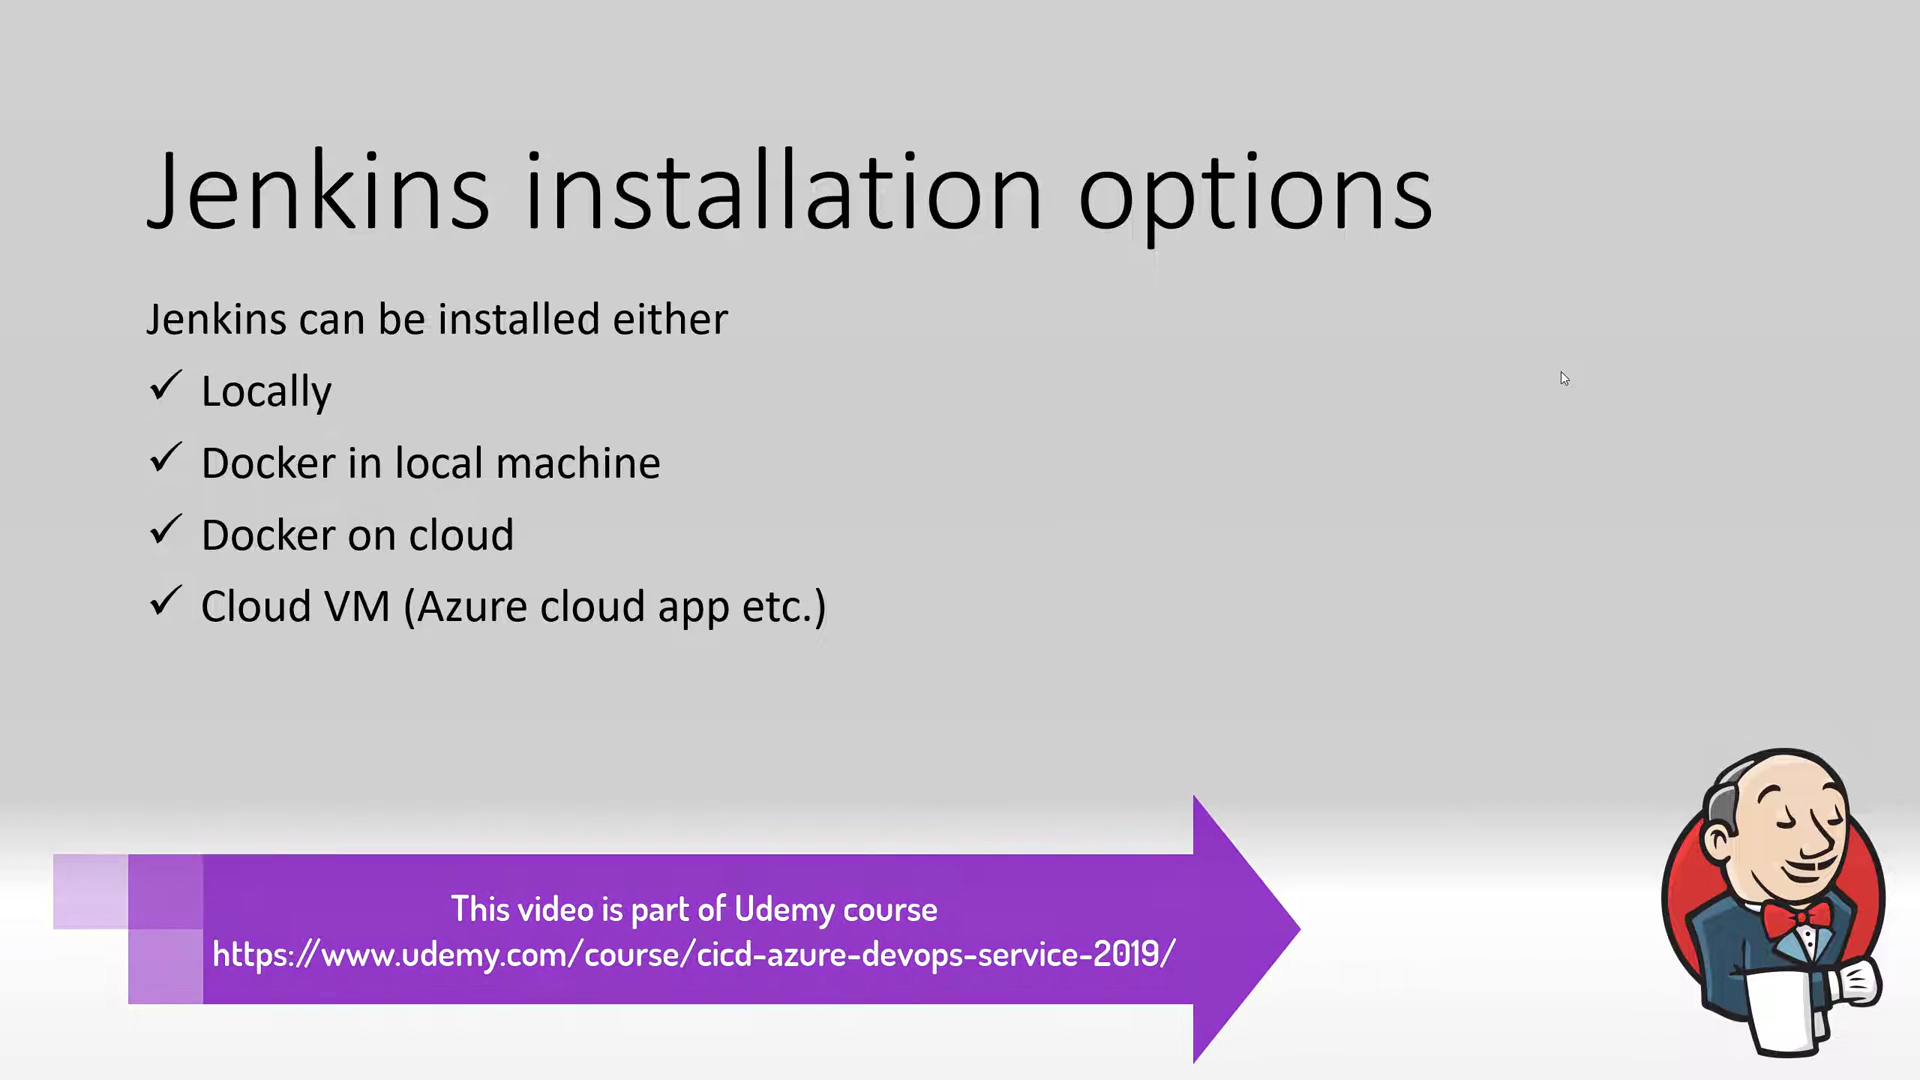 Jenkins installation options
Jenkins can be installed either
✓ Locally
✓ Docker in local machine
✓ Docker on cloud
✓ Cloud VM (Azure cloud app etc.)
This video is part of Udemy course
https://www.udemy.com/course/cicd-azure-devops-service-2019/